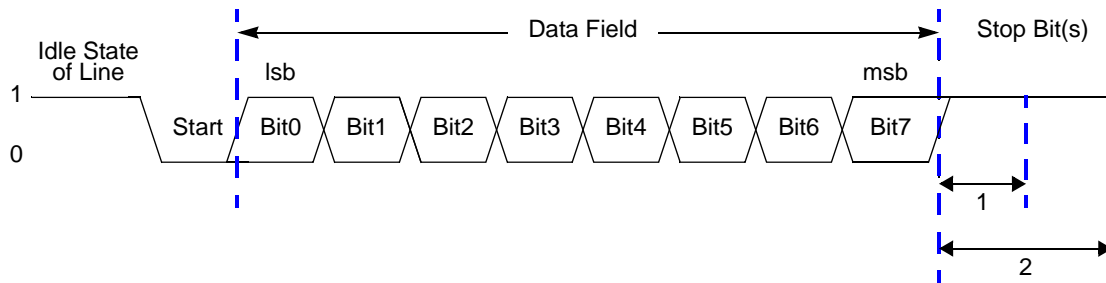 Data Field
Stop Bit(s)
Idle State
of Line
lsb
msb
1
Start
Bit0
Bit1
Bit2
Bit3
Bit4
Bit5
Bit6
Bit7
0
1
2